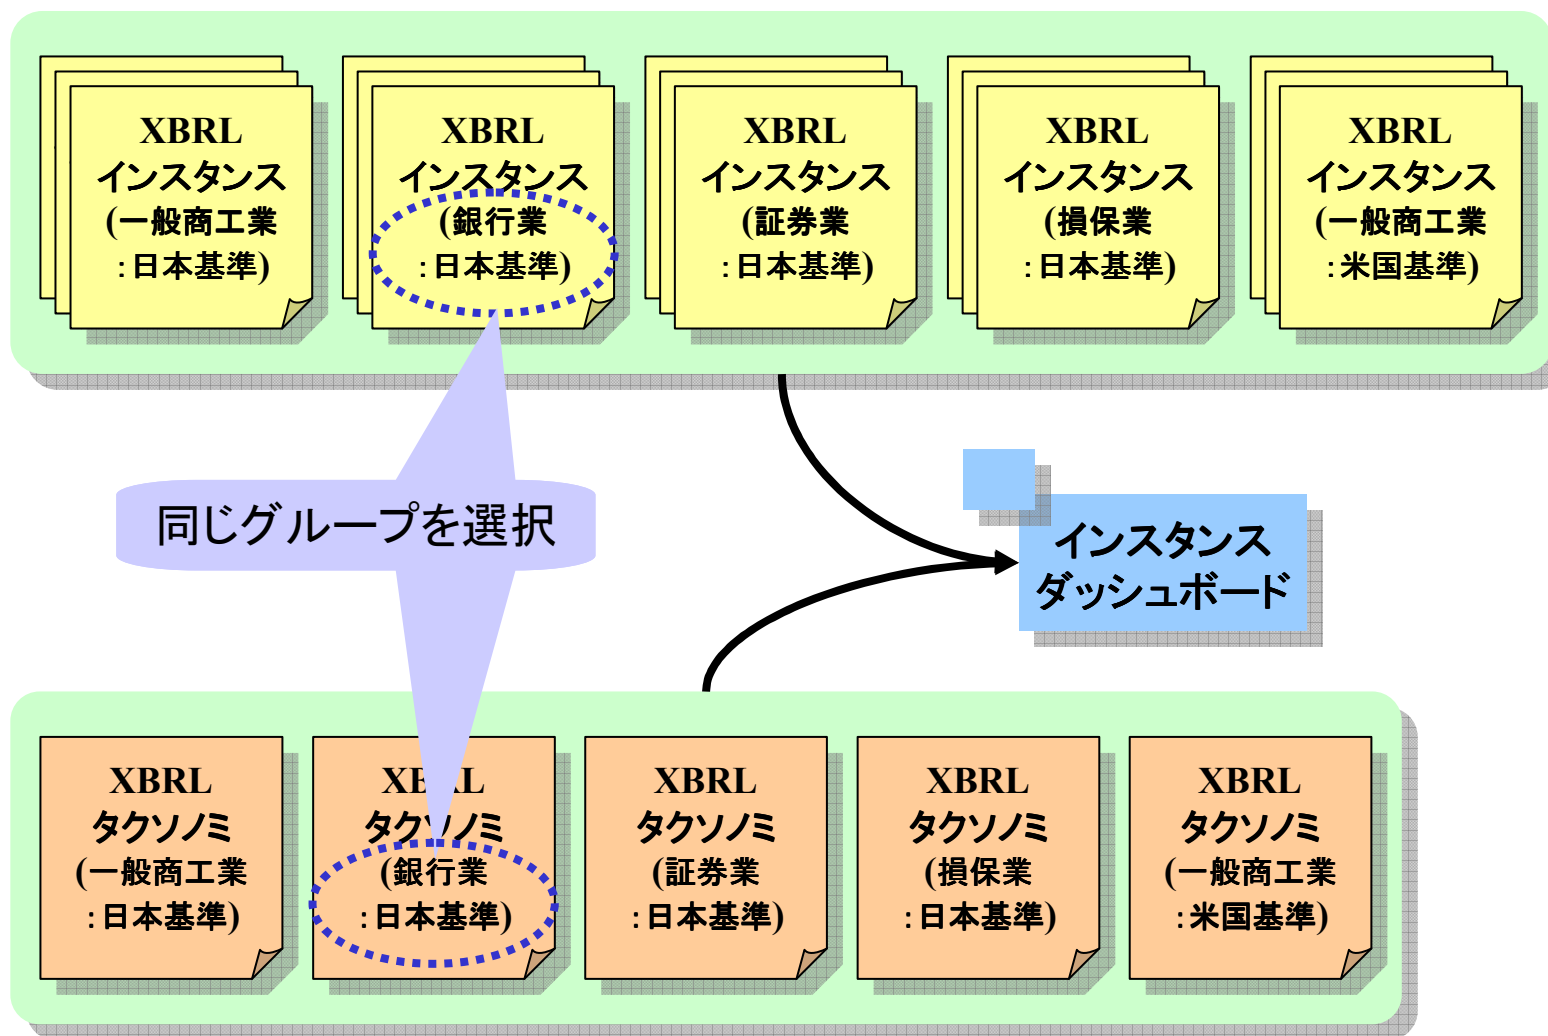 XBRL
インスタンス
(一般商工業
:日本基準)
XBRL
インスタンス
(銀行業
:日本基準)
XBRL
インスタンス
(証券業
:日本基準)
XBRL
インスタンス
(損保業
:日本基準)
XBRL
インスタンス
(一般商工業
:米国基準)
同じグループを選択
インスタンス
ダッシュボード
XBRL
タクソノミ
(一般商工業
:日本基準)
XBRL
タクソノミ
(銀行業
:日本基準)
XBRL
タクソノミ
(証券業
:日本基準)
XBRL
タクソノミ
(損保業
:日本基準)
XBRL
タクソノミ
(一般商工業
:米国基準)